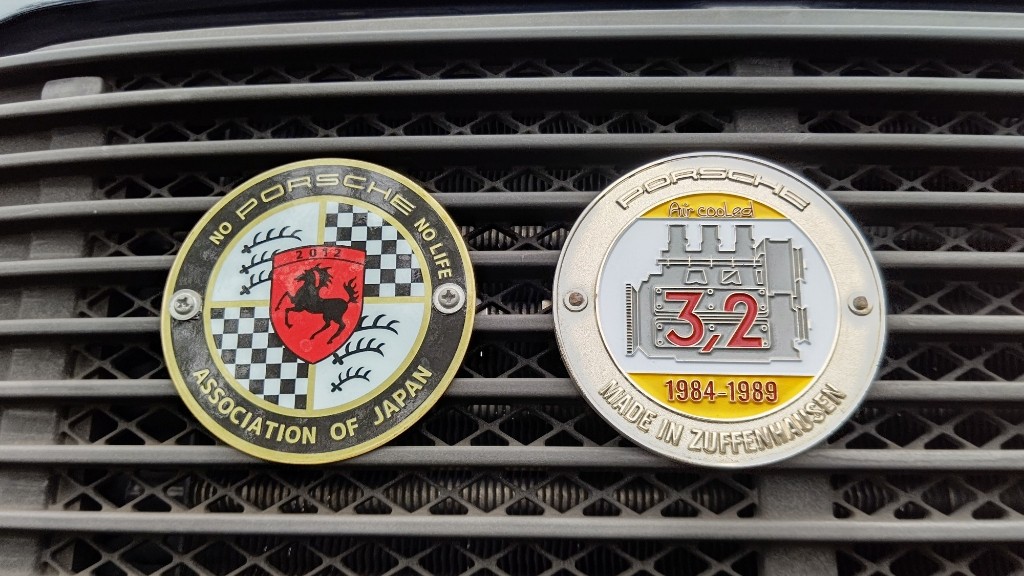 NO PORSCHE NO LIFE
2012
ASSOCIATION OF JAPAN
PORSCHE
Air cooled
3,2
1984-1989
MADE IN ZUFFENHAUSEN